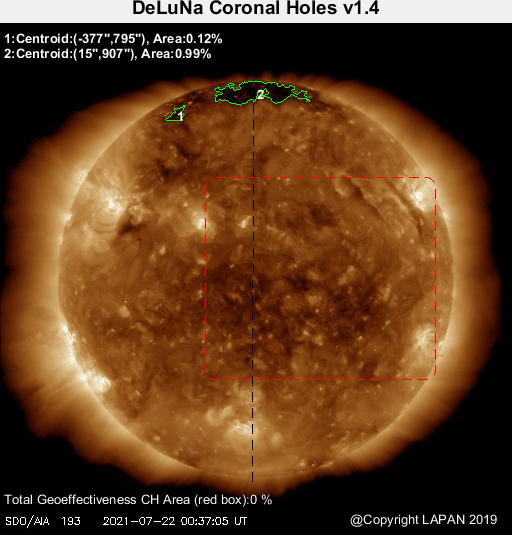 DeLuNa Coronal Holes v1.4
1:Centroid:(-377",795"), Area:0.12%
2:Centroid:(15",907"), Area:0.99%
2
1
Total Geoeffectiveness CH Area (red box):0 %
SDO/AIA 193 2021-07-22 00:37:05 UT
@Copyright LAPAN 2019